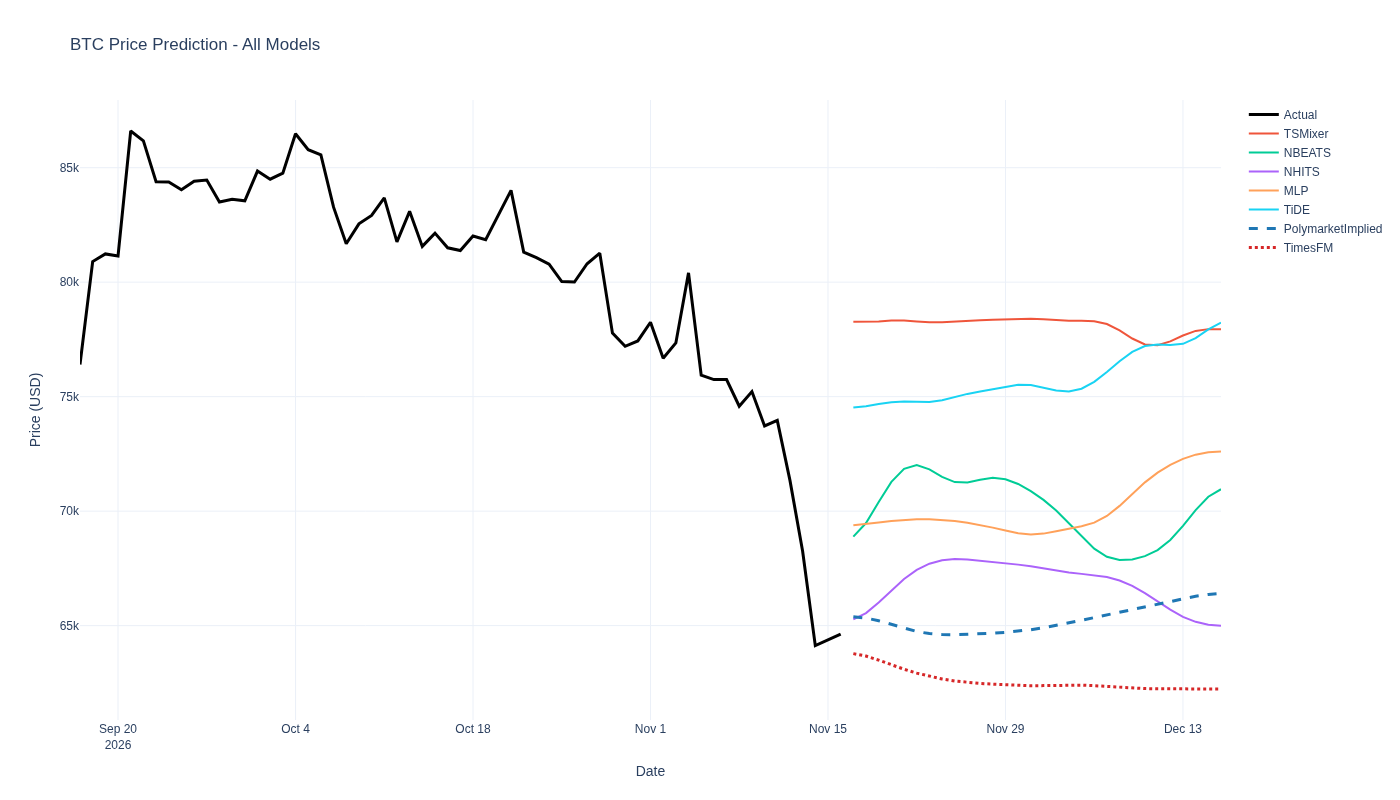 BTC Price Prediction - All Models
Actual
TSMixer
NBEATS
NHITS
MLP
TiDE
PolymarketImplied
TimesFM
85k
80k
75k
70k
65k
Price (USD)
Sep 20
2026
Oct 4
Oct 18
Nov 1
Nov 15
Nov 29
Dec 13
Date